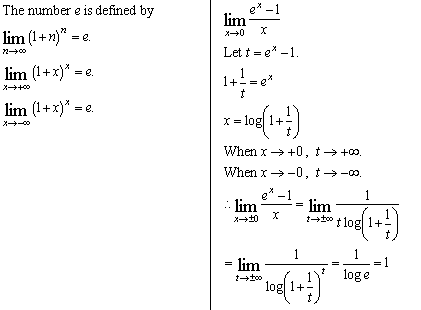 The number e is defined by
lim_{n→∞} (1+n)^n = e.
lim_{x→+∞} (1+x)^x = e.
lim_{x→-∞} (1+x)^x = e.
lim_{x→0} (e^x − 1)/x
Let t = e^x − 1.
1 + 1/t = e^x
x = log(1 + 1/t)
When x → +0 , t → +∞.
When x → −0 , t → −∞.
∴ lim_{x→±0} (e^x − 1)/x = lim_{t→±∞} 1/(t log(1 + 1/t))
= lim_{t→±∞} 1/(log(1 + 1/t)^t) = 1/(log e) = 1